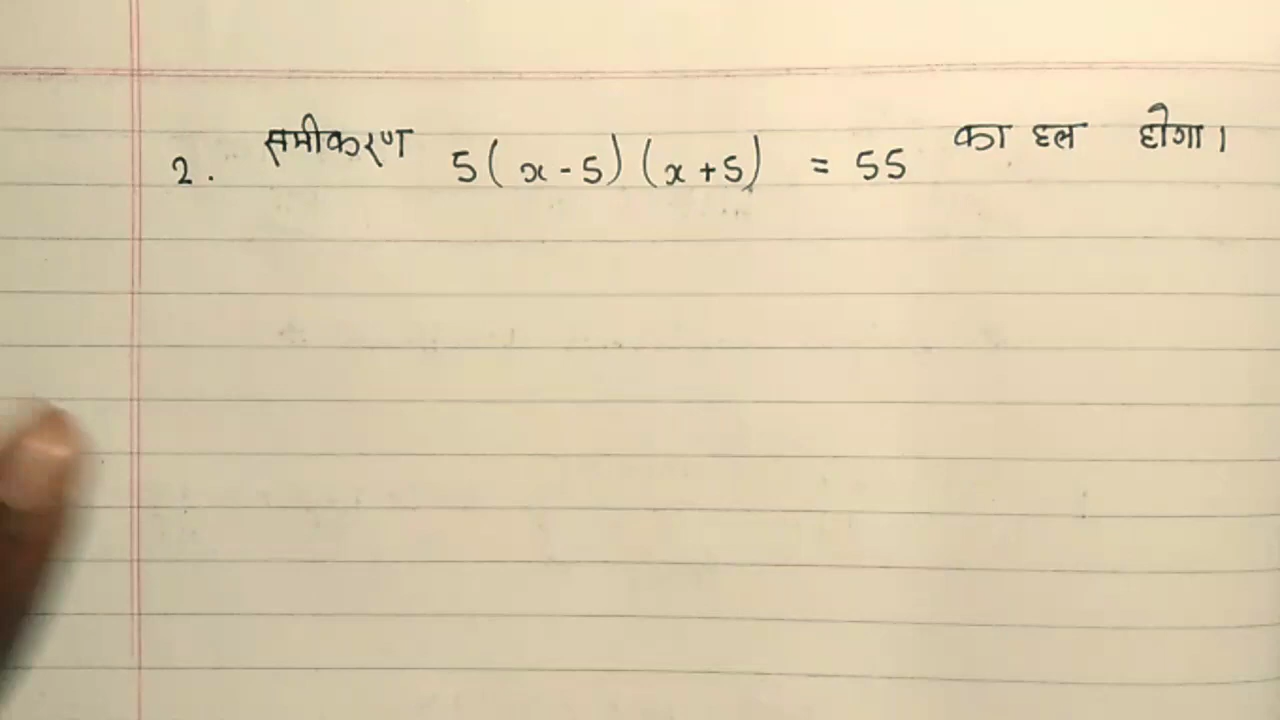 2. समीकरण 5(x-5)(x+5) = 55 का हल होगा।